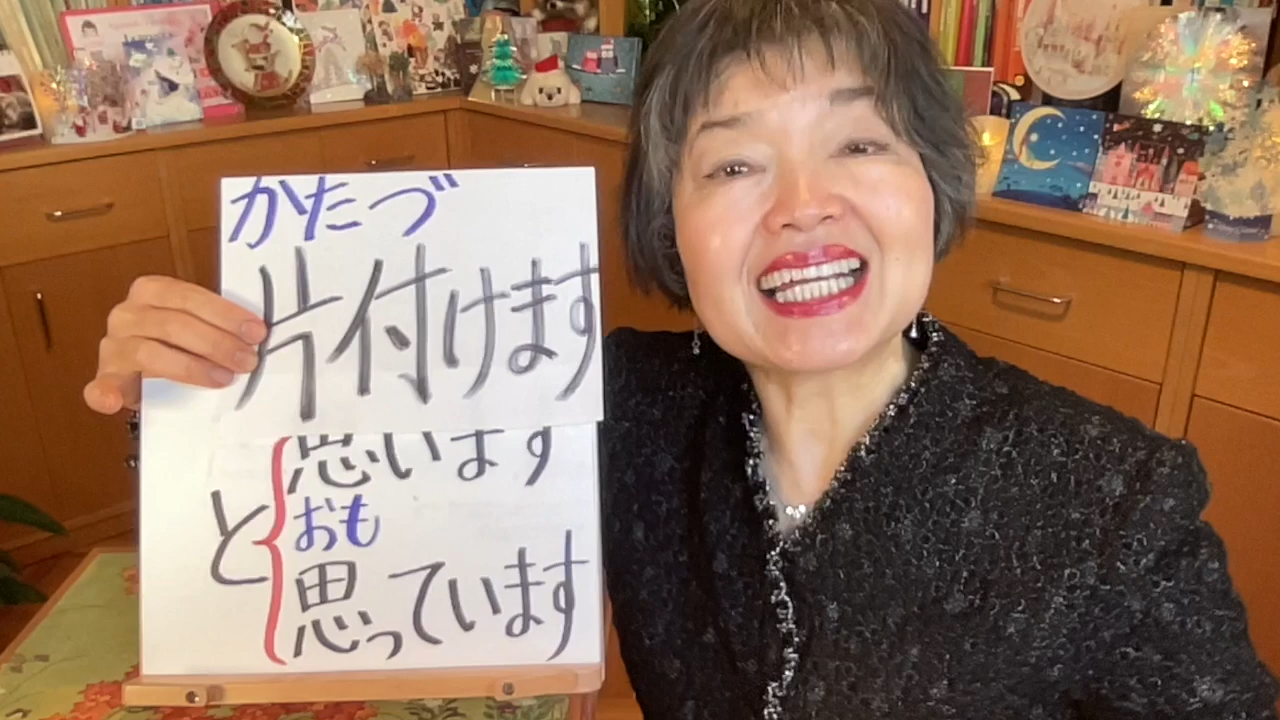 かたづ
片付けます
思います
と
おも
思っています